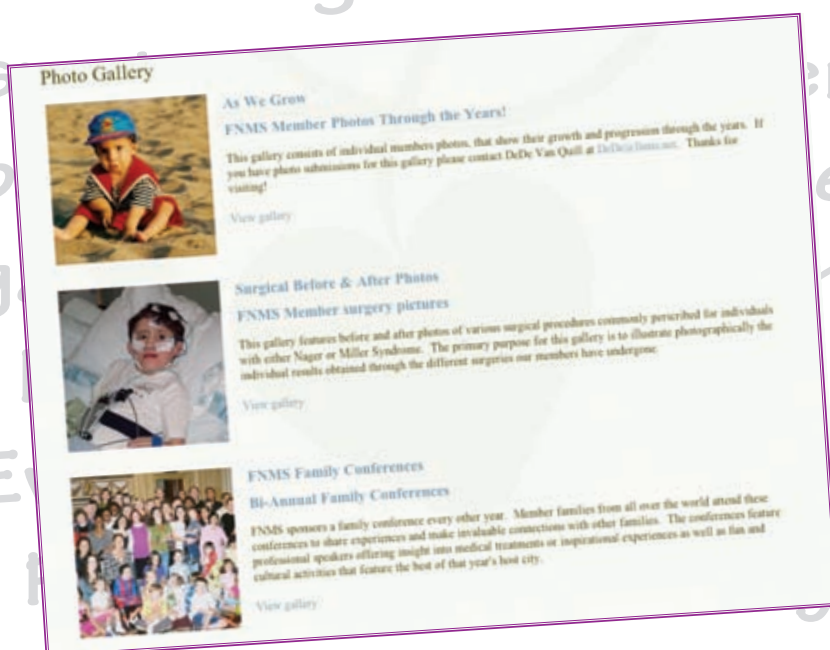 Photo Gallery
As We Grow
FNMS Member Photos Through the Years!
This gallery consists of individual members photos, that show their growth and progression through the years. If
you have photo submissions for this gallery please contact DeDe Van Quill at DeDe@fnms.net. Thanks for
visiting!
View gallery
Surgical Before & After Photos
FNMS Member surgery pictures
This gallery features before and after photos of various surgical procedures commonly perscribed for individuals
with either Nager or Miller Syndrome. The primary purpose for this gallery is to illustrate photographically the
individual results obtained through the different surgeries our members have undergone.
View gallery
FNMS Family Conferences
Bi-Annual Family Conferences
FNMS sponsors a family conference every other year. Member families from all over the world attend these
conferences to share experiences and make invaluable connections with other families. The conferences feature
professional speakers offering insight into medical treatments or inspirational experiences as well as fun and
cultural activities that feature the best of that year's host city.
View gallery